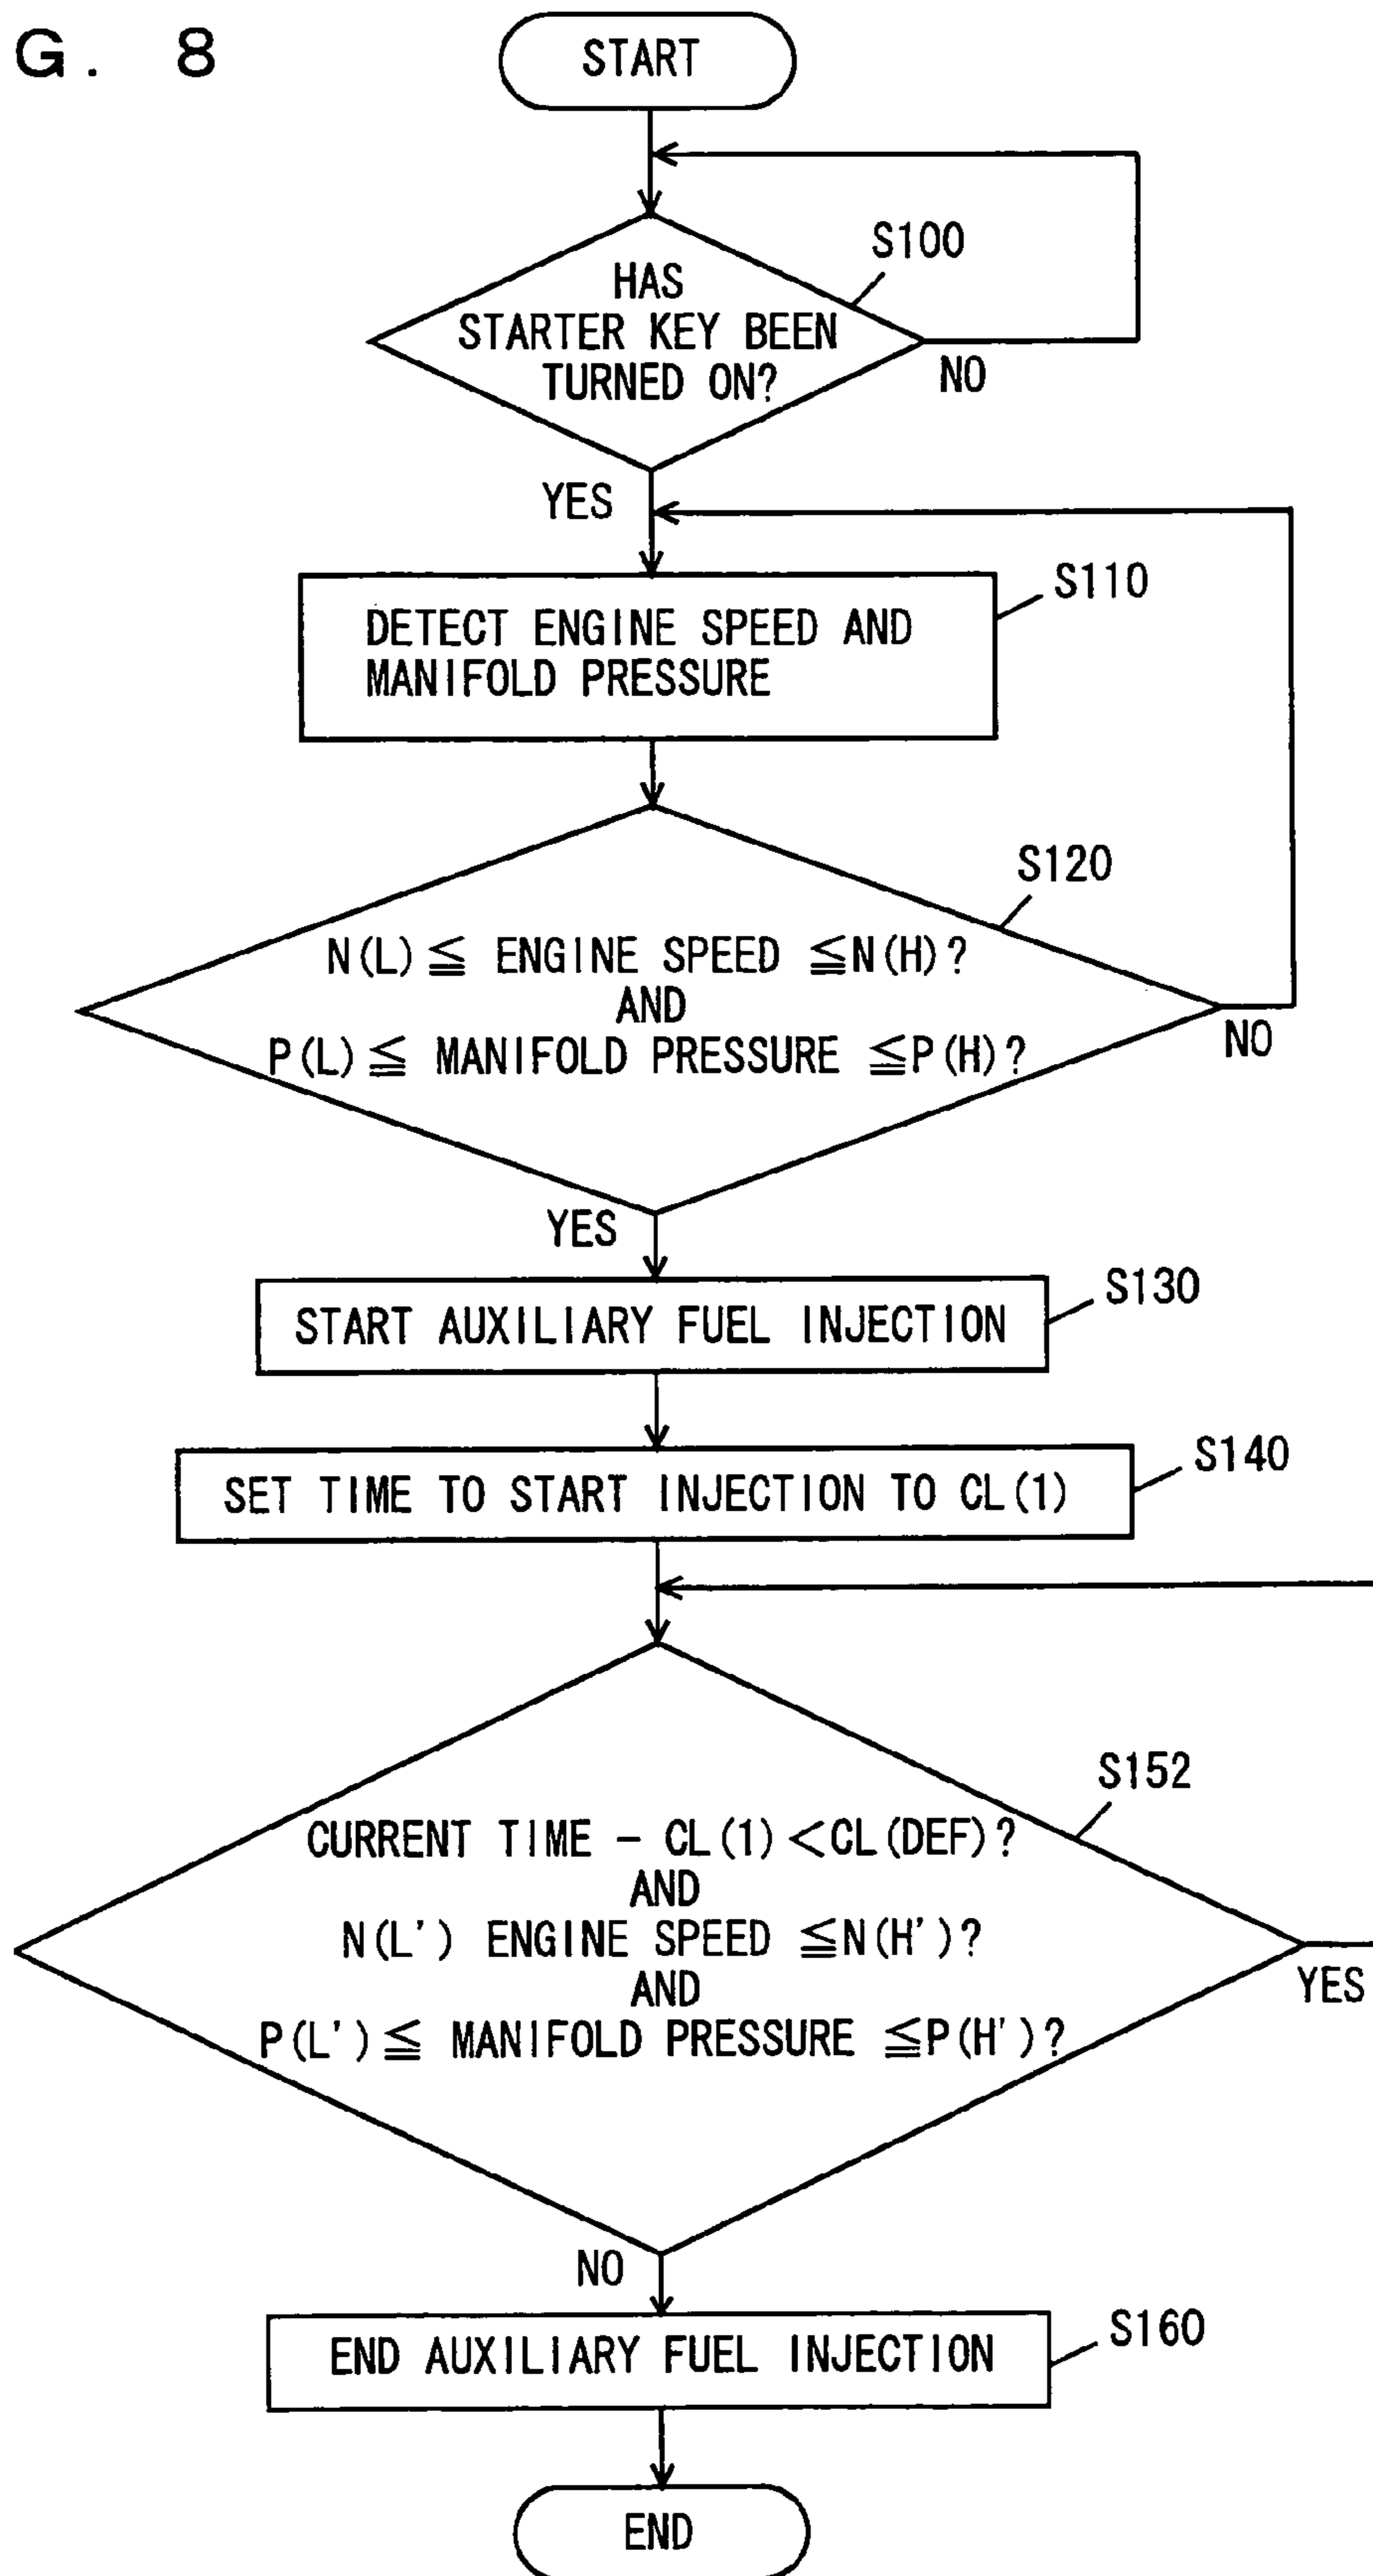 G. 8
START
S100
HAS
STARTER KEY BEEN
TURNED ON?
NO
YES
S110
DETECT ENGINE SPEED AND
MANIFOLD PRESSURE
S120
N(L)≦ ENGINE SPEED ≦N(H)?
AND
P(L)≦ MANIFOLD PRESSURE ≦P(H)?
NO
YES
S130
START AUXILIARY FUEL INJECTION
S140
SET TIME TO START INJECTION TO CL(1)
S152
CURRENT TIME - CL(1)<CL(DEF)?
AND
N(L') ENGINE SPEED ≦N(H')?
AND
P(L')≦ MANIFOLD PRESSURE ≦P(H')?
YES
NO
S160
END AUXILIARY FUEL INJECTION
END